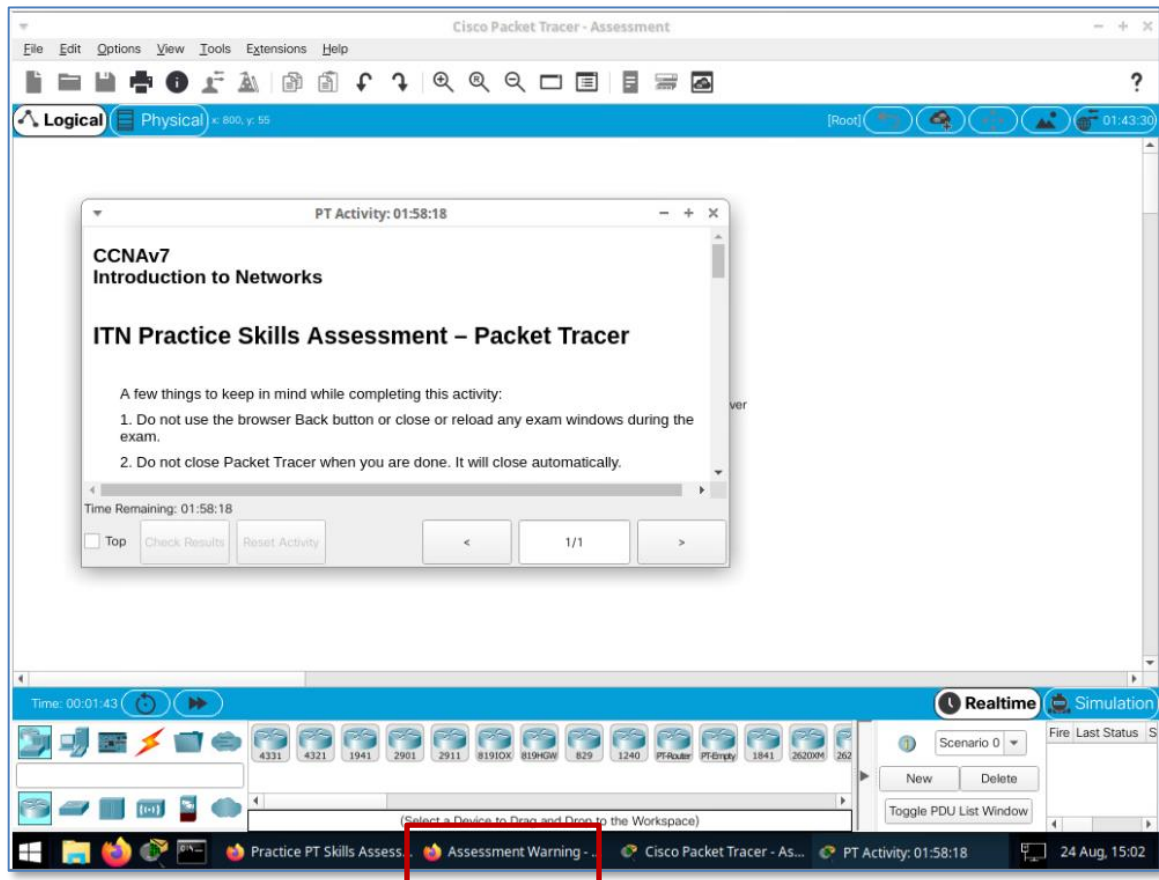 Cisco Packet Tracer - Assessment
File Edit Options View Tools Extensions Help
?
Logical Physical x: 800, y: 55 [Root] 01:43:30
PT Activity: 01:58:18
CCNAv7
Introduction to Networks
ITN Practice Skills Assessment – Packet Tracer
A few things to keep in mind while completing this activity:
1. Do not use the browser Back button or close or reload any exam windows during the
exam.
2. Do not close Packet Tracer when you are done. It will close automatically.
ver
Time Remaining: 01:58:18
Top Check Results Reset Activity < 1/1 >
Time: 00:01:43 Realtime Simulation
4331 4321 1941 2901 2911 819IOX 819HGW 829 1240 PT-Router PT-Empty 1841 2620XM 262
Scenario 0
Fire Last Status S
New Delete
Toggle PDU List Window
(Select a Device to Drag and Drop to the Workspace)
Practice PT Skills Assess... Assessment Warning - ... Cisco Packet Tracer - As... PT Activity: 01:58:18 24 Aug, 15:02